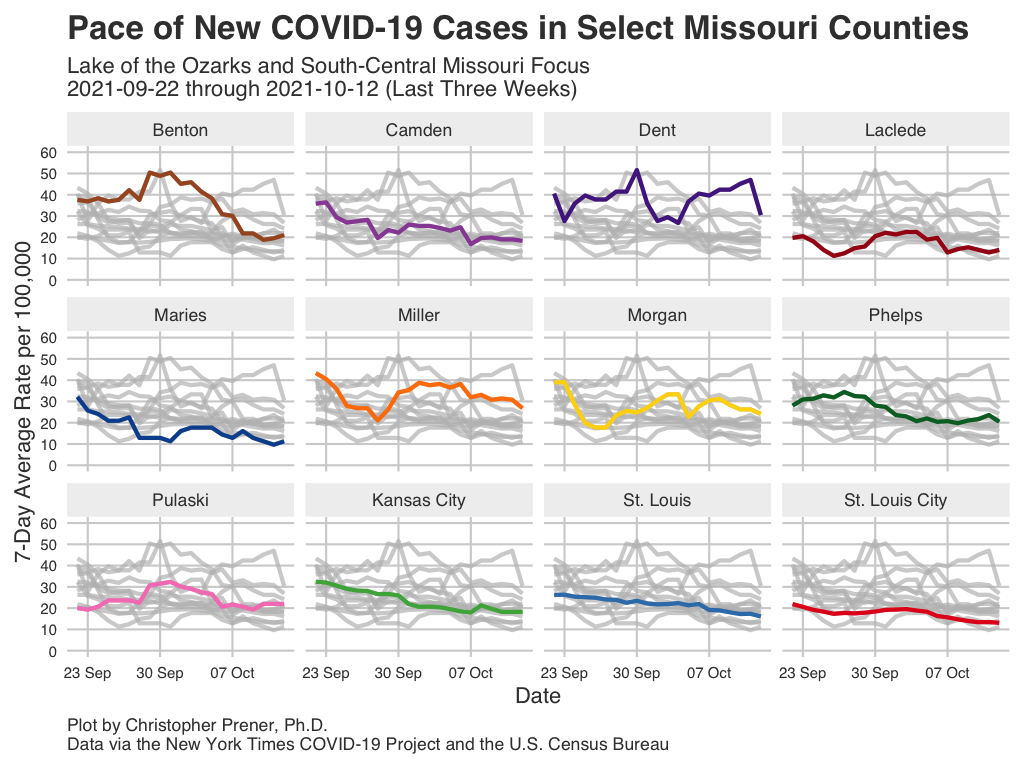 Pace of New COVID-19 Cases in Select Missouri Counties
Lake of the Ozarks and South-Central Missouri Focus
2021-09-22 through 2021-10-12 (Last Three Weeks)
Benton Camden Dent Laclede
60
50
40
30
20
10
0
Maries Miller Morgan Phelps
60
50
40
30
20
10
0
Pulaski Kansas City St. Louis St. Louis City
60
50
40
30
20
10
0
7-Day Average Rate per 100,000
23 Sep 30 Sep 07 Oct 23 Sep 30 Sep 07 Oct 23 Sep 30 Sep 07 Oct 23 Sep 30 Sep 07 Oct
Date
Plot by Christopher Prener, Ph.D.
Data via the New York Times COVID-19 Project and the U.S. Census Bureau